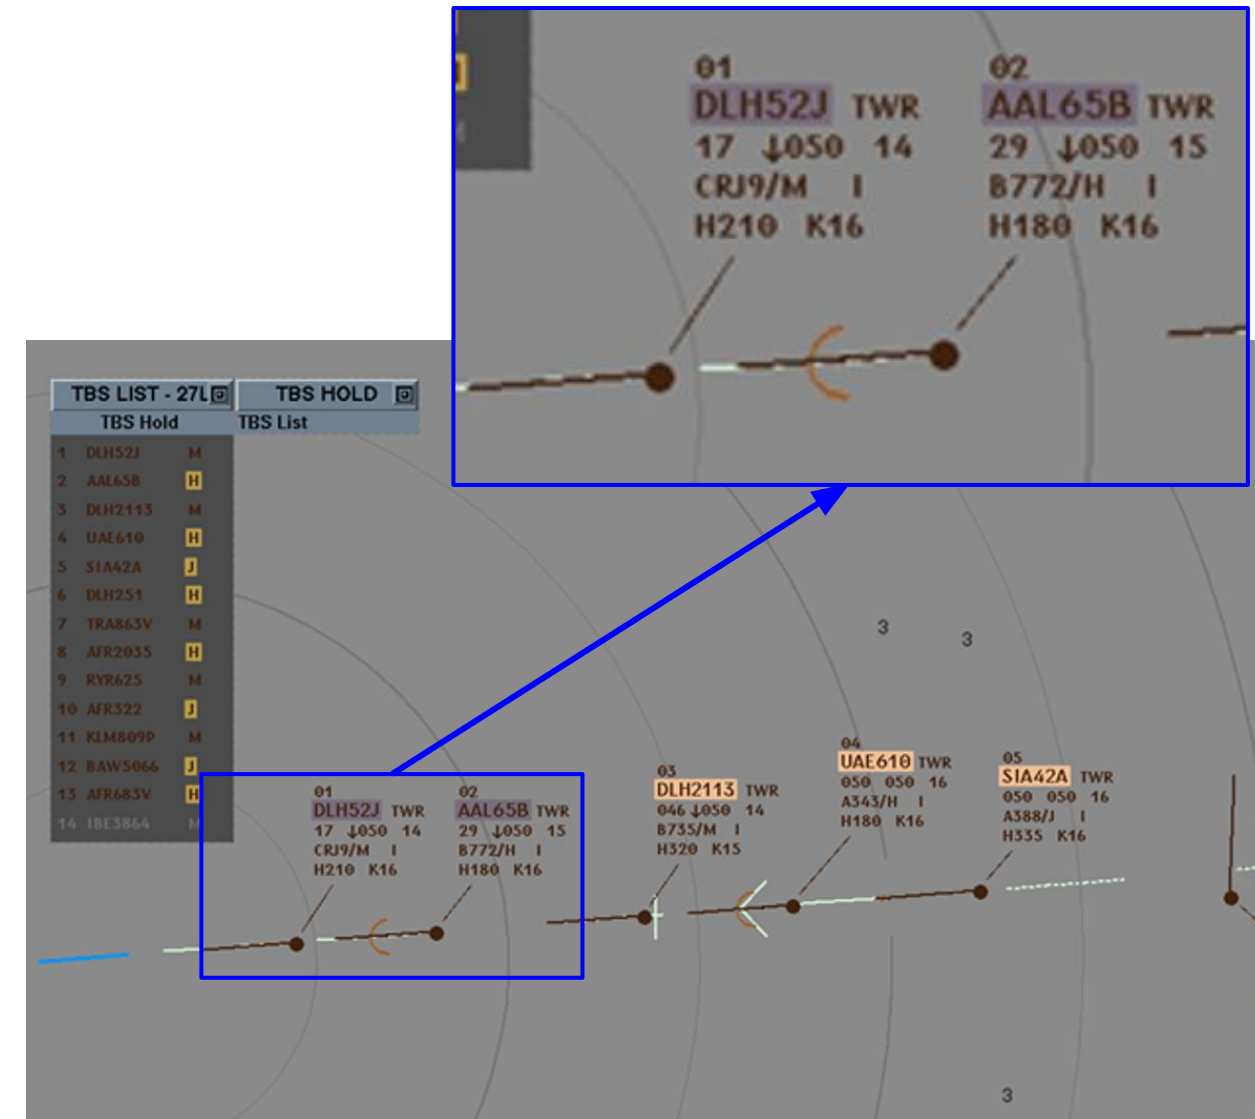 01
DLH52J TWR
17 ↓050 14
CRJ9/M I
H210 K16
02
AAL65B TWR
29 ↓050 15
B772/H I
H180 K16
TBS LIST - 27L
TBS HOLD
TBS Hold
TBS List
1 DLH52J M
2 AAL65B H
3 DLH2113 M
4 UAE610 H
5 SIA42A J
6 DLH251 H
7 TRA863V M
8 AFR2035 H
9 RYR625 M
10 AFR322 J
11 KLM809P M
12 BAW5066 J
13 AFR683V H
14 IBE3864 M
3
3
01
DLH52J TWR
17 ↓050 14
CRJ9/M I
H210 K16
02
AAL65B TWR
29 ↓050 15
B772/H I
H180 K16
03
DLH2113 TWR
046 ↓050 14
B735/M I
H320 K15
04
UAE610 TWR
050 050 16
A343/H I
H180 K16
05
SIA42A TWR
050 050 16
A388/J I
H335 K16
3